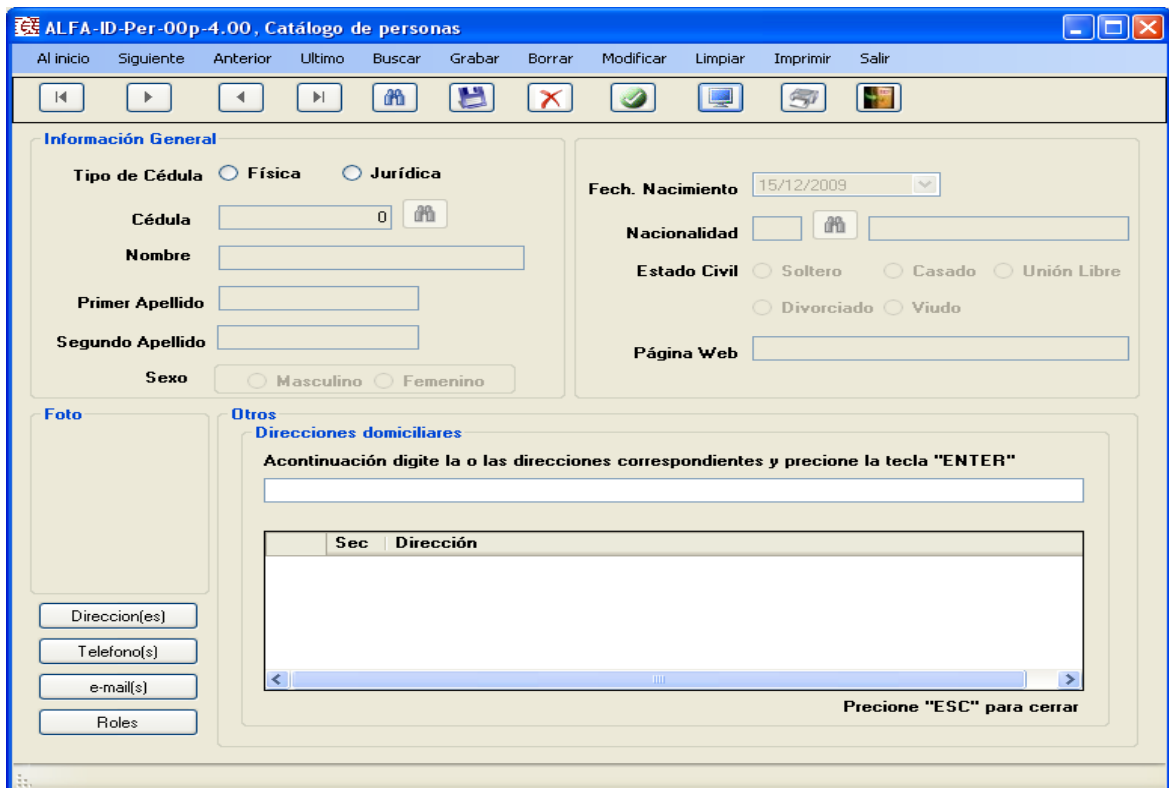 ALFA-ID-Per-00p-4.00, Catálogo de personas
Al inicio Siguiente Anterior Ultimo Buscar Grabar Borrar Modificar Limpiar Imprimir Salir
Información General
Tipo de Cédula Física Jurídica
Cédula 0
Nombre
Primer Apellido
Segundo Apellido
Sexo Masculino Femenino
Fech. Nacimiento 15/12/2009
Nacionalidad
Estado Civil Soltero Casado Unión Libre
Divorciado Viudo
Página Web
Foto
Otros
Direcciones domiciliares
Acontinuación digite la o las direcciones correspondientes y precione la tecla "ENTER"
Sec Dirección
Direccion(es)
Telefono(s)
e-mail(s)
Roles
Precione "ESC" para cerrar